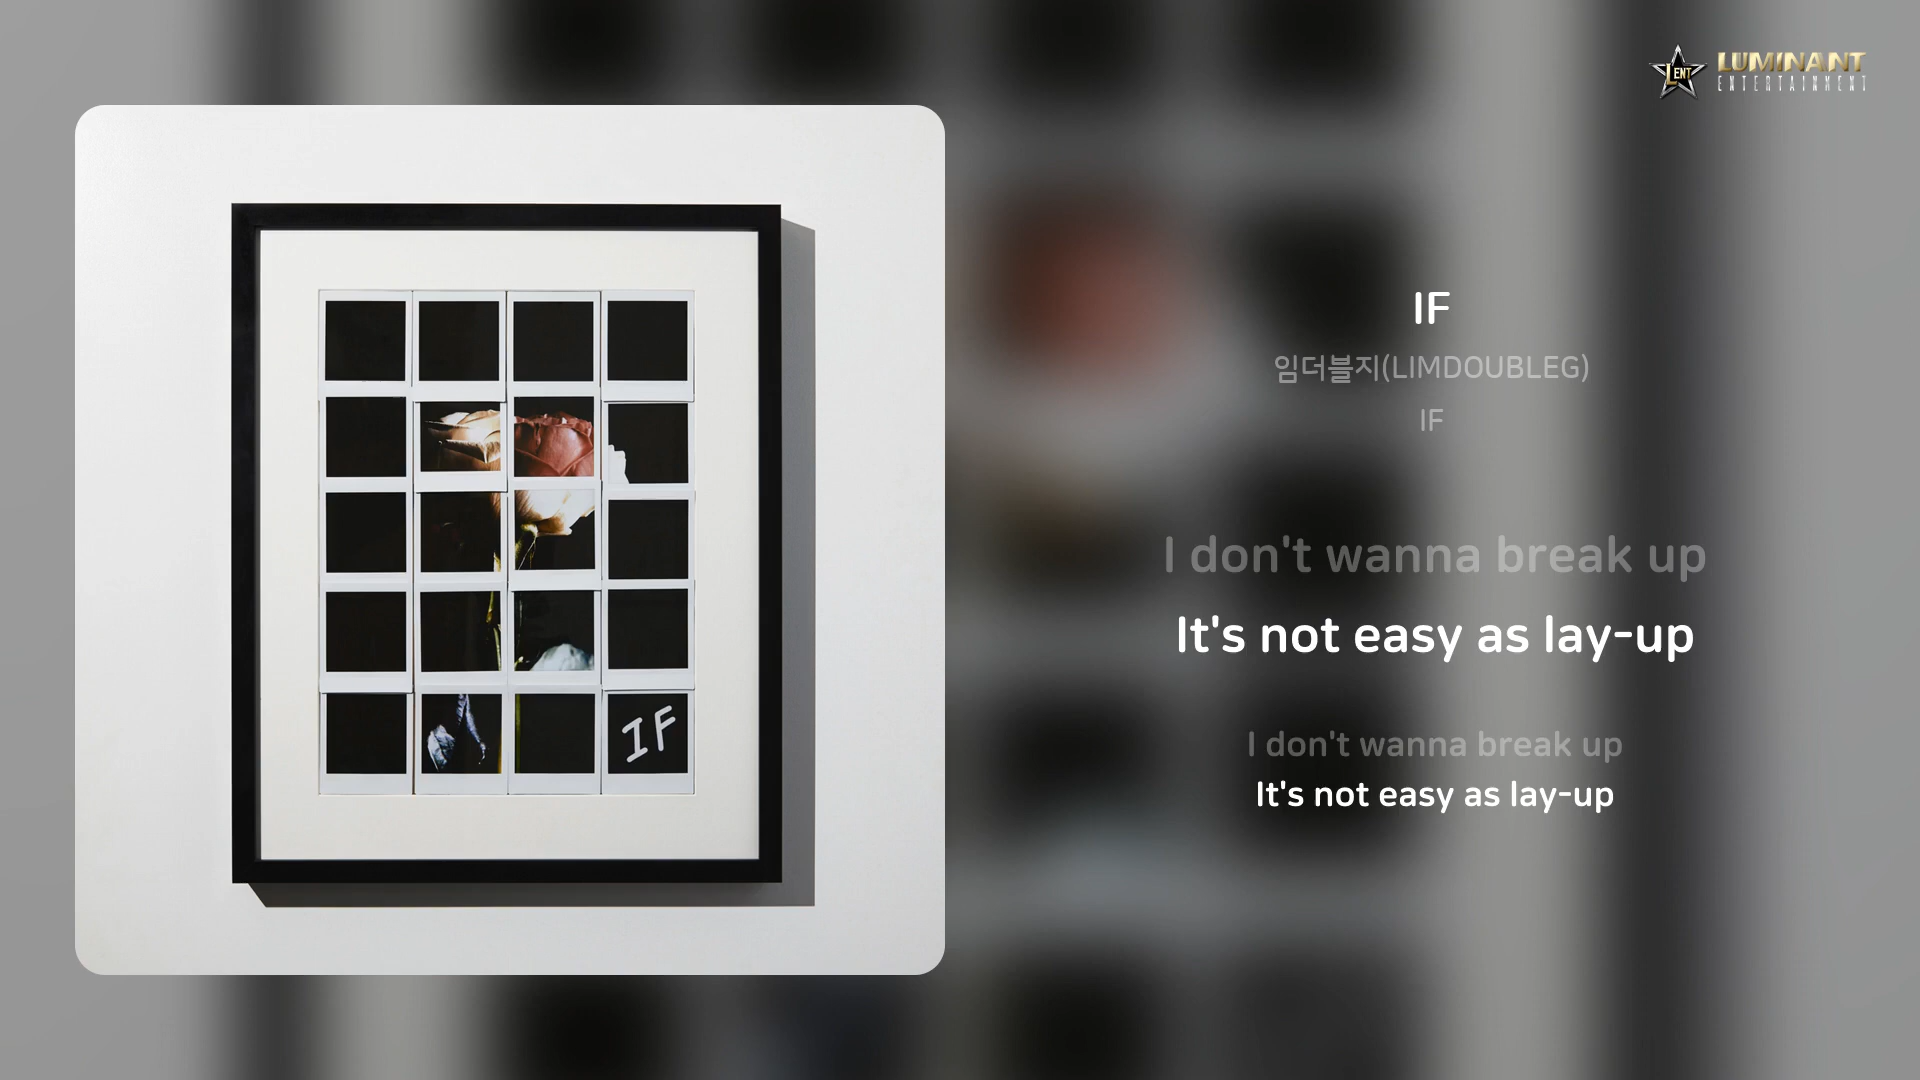 LENT
LUMINANT
ENTERTAINMENT
IF
임더블지(LIMDOUBLEG)
IF
I don't wanna break up
It's not easy as lay-up
I don't wanna break up
It's not easy as lay-up
IF